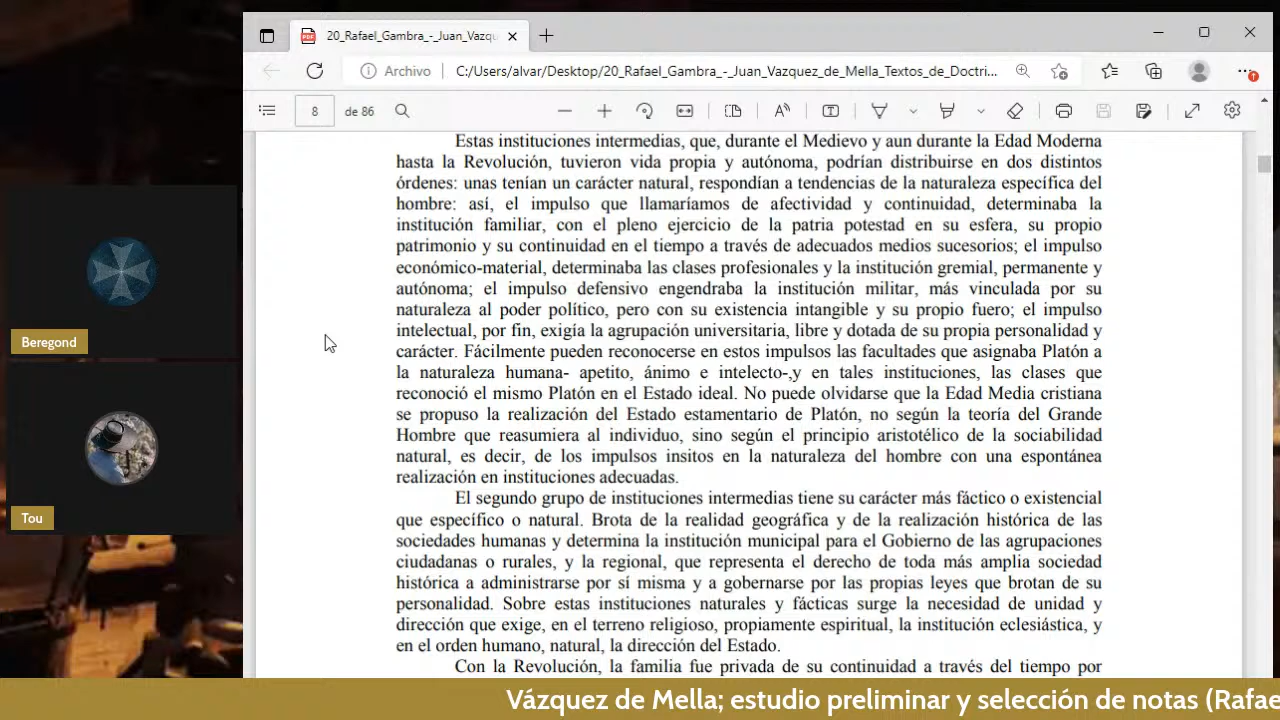 20_Rafael_Gambra_-_Juan_Vazqu
Archivo
C:/Users/alvar/Desktop/20_Rafael_Gambra_-_Juan_Vazquez_de_Mella_Textos_de_Doctri...
8 de 86
Estas instituciones intermedias, que, durante el Medievo y aun durante la Edad Moderna
hasta la Revolución, tuvieron vida propia y autónoma, podrían distribuirse en dos distintos
órdenes: unas tenían un carácter natural, respondían a tendencias de la naturaleza específica del
hombre: así, el impulso que llamaríamos de afectividad y continuidad, determinaba la
institución familiar, con el pleno ejercicio de la patria potestad en su esfera, su propio
patrimonio y su continuidad en el tiempo a través de adecuados medios sucesorios; el impulso
económico-material, determinaba las clases profesionales y la institución gremial, permanente y
autónoma; el impulso defensivo engendraba la institución militar, más vinculada por su
naturaleza al poder político, pero con su existencia intangible y su propio fuero; el impulso
intelectual, por fin, exigía la agrupación universitaria, libre y dotada de su propia personalidad y
carácter. Fácilmente pueden reconocerse en estos impulsos las facultades que asignaba Platón a
la naturaleza humana- apetito, ánimo e intelecto-,y en tales instituciones, las clases que
reconoció el mismo Platón en el Estado ideal. No puede olvidarse que la Edad Media cristiana
se propuso la realización del Estado estamentario de Platón, no según la teoría del Grande
Hombre que reasumiera al individuo, sino según el principio aristotélico de la sociabilidad
natural, es decir, de los impulsos insitos en la naturaleza del hombre con una espontánea
realización en instituciones adecuadas.
El segundo grupo de instituciones intermedias tiene su carácter más fáctico o existencial
que específico o natural. Brota de la realidad geográfica y de la realización histórica de las
sociedades humanas y determina la institución municipal para el Gobierno de las agrupaciones
ciudadanas o rurales, y la regional, que representa el derecho de toda más amplia sociedad
histórica a administrarse por sí misma y a gobernarse por las propias leyes que brotan de su
personalidad. Sobre estas instituciones naturales y fácticas surge la necesidad de unidad y
dirección que exige, en el terreno religioso, propiamente espiritual, la institución eclesiástica, y
en el orden humano, natural, la dirección del Estado.
Con la Revolución, la familia fue privada de su continuidad a través del tiempo por
Beregond
Tou
Vázquez de Mella; estudio preliminar y selección de notas (Rafae